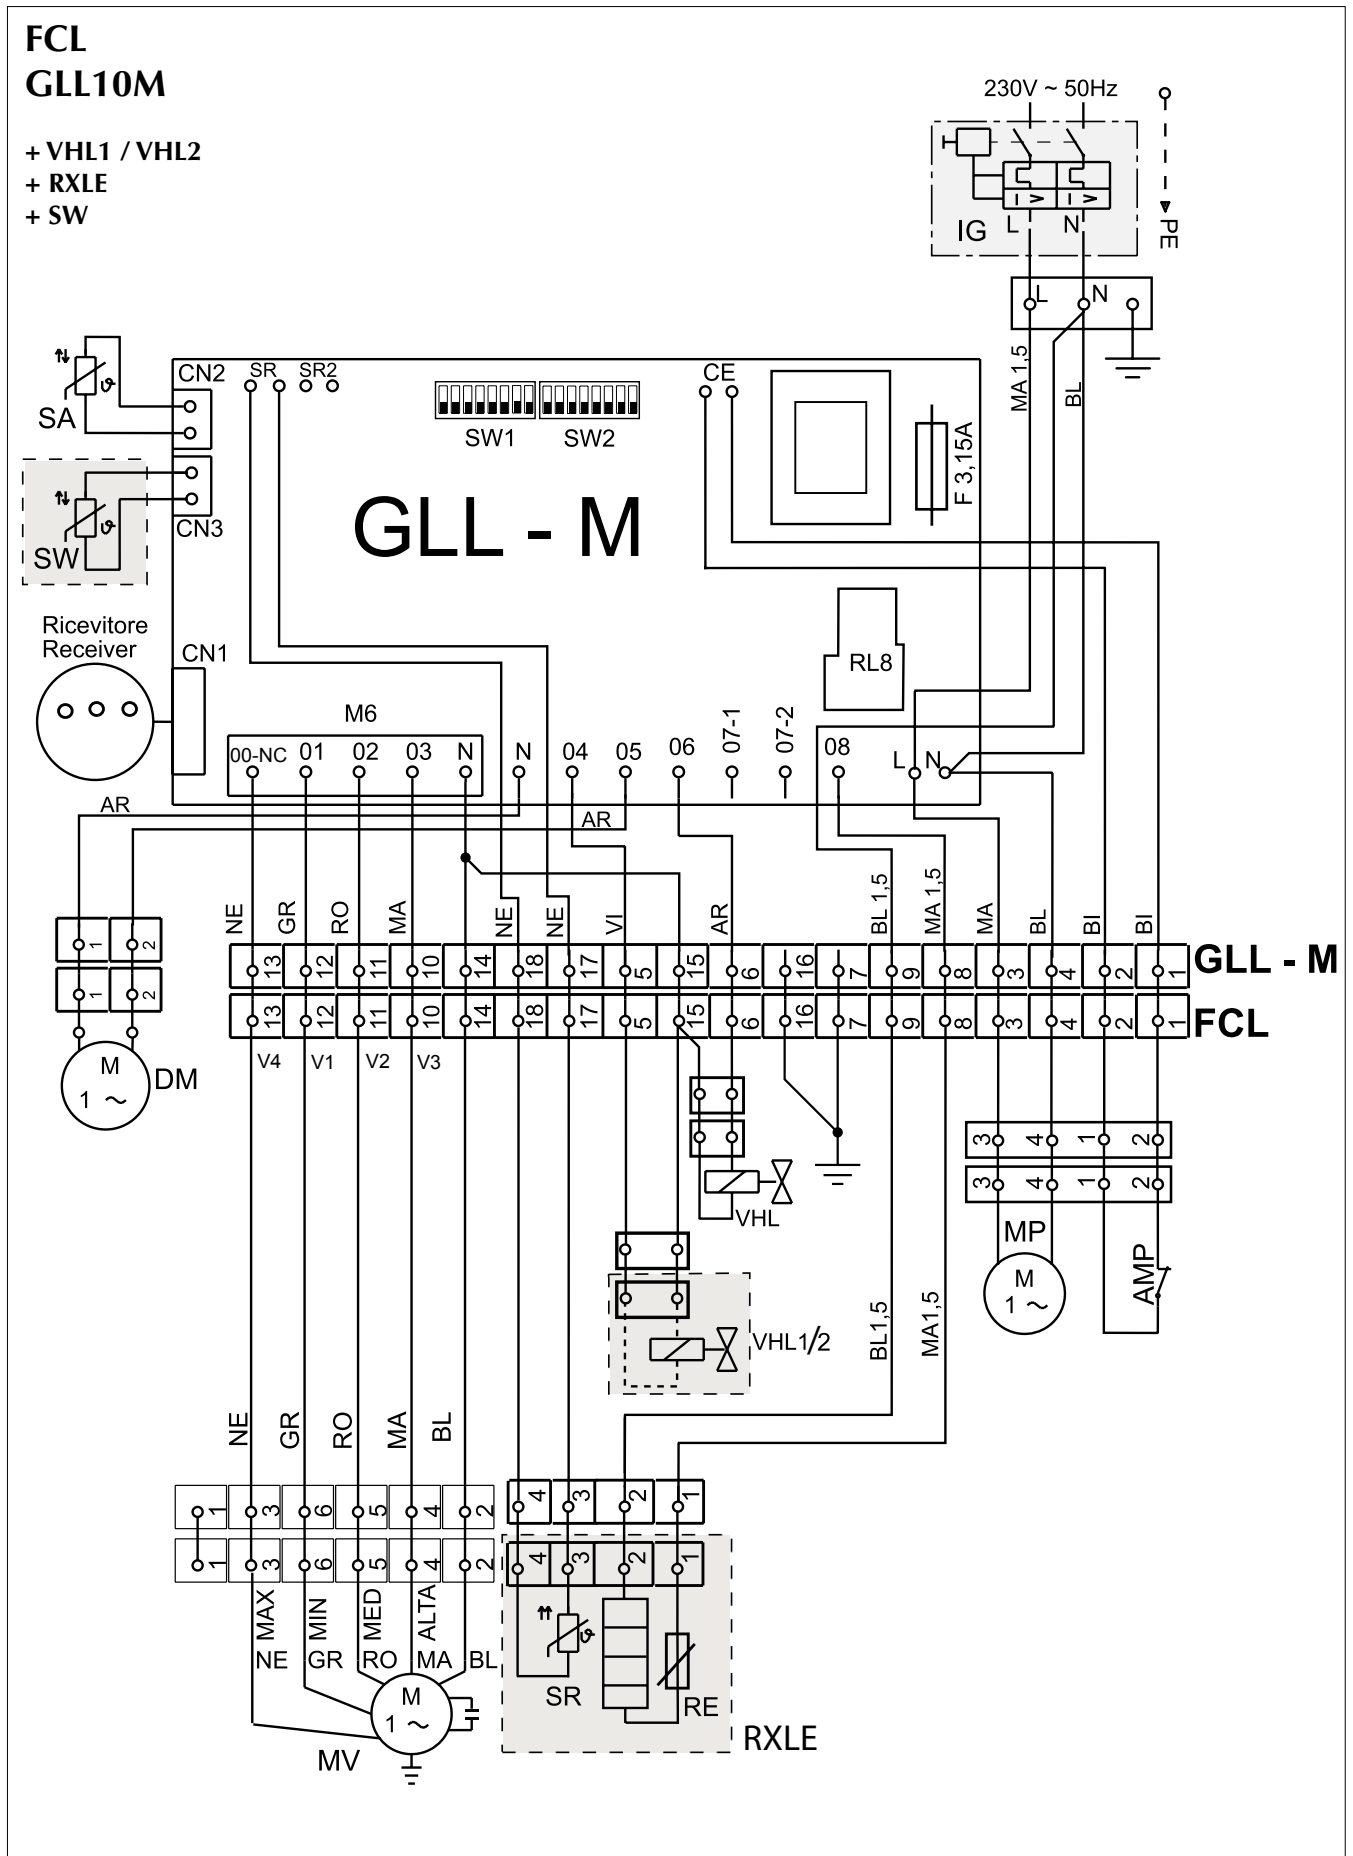 FCL
GLL10M
+ VHL1 / VHL2
+ RXLE
+ SW
230V ~ 50Hz
PE
IG
L N
L N
MA 1,5
BL
SA
CN2
SR SR2
SW1 SW2
CE
F 3,15A
SW
CN3
GLL - M
Ricevitore
Receiver
CN1
RL8
M6
00-NC 01 02 03 N N 04 05 06 07-1 07-2 08 L N
AR
AR
NE GR RO MA NE NE VI AR BL 1,5 MA 1,5 MA BL BI BI
1 2
13 12 11 10 14 18 17 5 15 6 16 7 9 8 3 4 2 1 GLL - M
1 2
13 12 11 10 14 18 17 5 15 6 16 7 9 8 3 4 2 1 FCL
V4 V1 V2 V3
M
1 ~
DM
3 4 1 2
3 4 1 2
VHL
MP
M
1 ~
AMP
VHL1/2
BL1,5
MA1,5
NE GR RO MA BL
1 3 6 5 4 2
4 3 2 1
1 3 6 5 4 2
4 3 2 1
MAX MIN MED ALTA
NE GR RO MA BL
M
1 ~
MV
SR
RE
RXLE